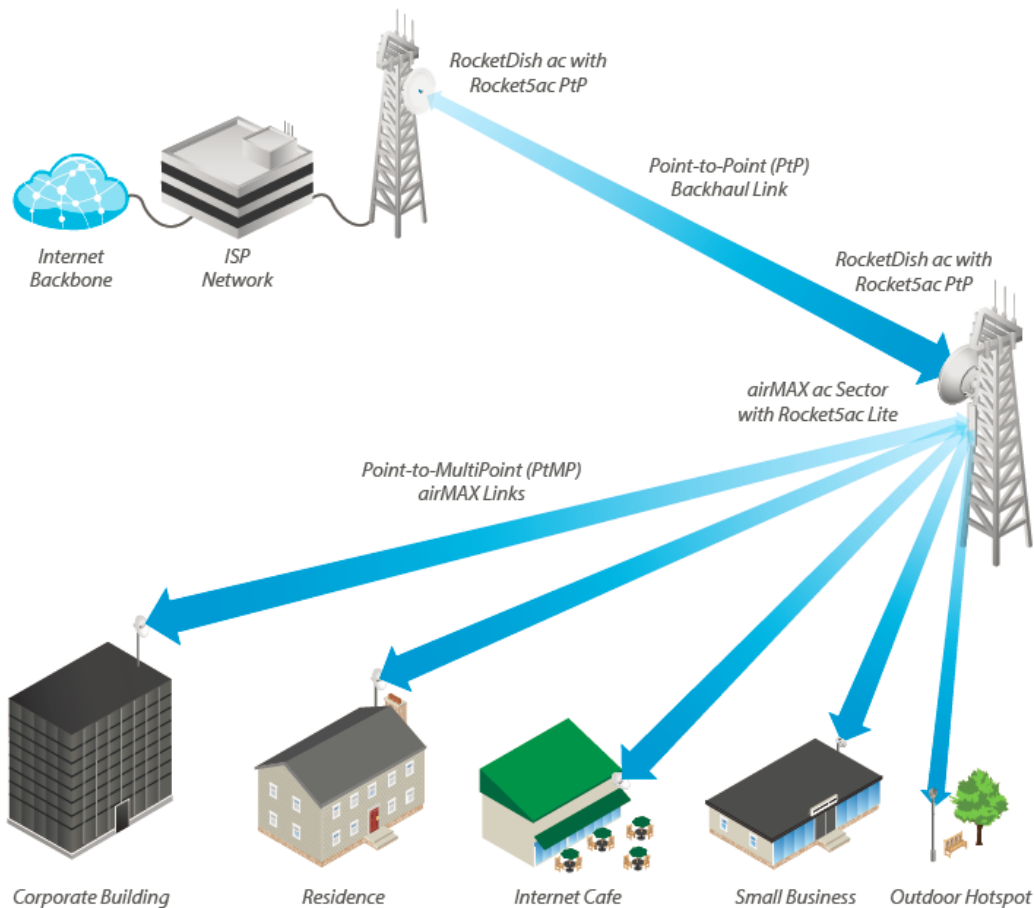 RocketDish ac with
Rocket5ac PtP
Point-to-Point (PtP)
Backhaul Link
Internet
Backbone
ISP
Network
RocketDish ac with
Rocket5ac PtP
airMAX ac Sector
with Rocket5ac Lite
Point-to-MultiPoint (PtMP)
airMAX Links
Corporate Building
Residence
Internet Cafe
Small Business
Outdoor Hotspot